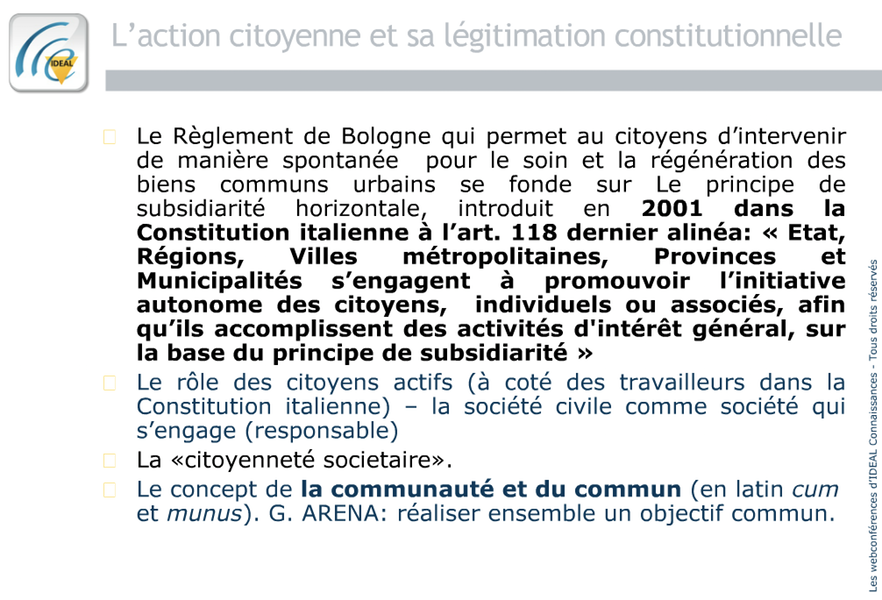 L’action citoyenne et sa légitimation constitutionnelle
IDEAL
Le Règlement de Bologne qui permet au citoyens d’intervenir
de manière spontanée pour le soin et la régénération des
biens communs urbains se fonde sur Le principe de
subsidiarité horizontale, introduit en 2001 dans la
Constitution italienne à l’art. 118 dernier alinéa: « Etat,
Régions, Villes métropolitaines, Provinces et
Municipalités s’engagent à promouvoir l’initiative
autonome des citoyens, individuels ou associés, afin
qu’ils accomplissent des activités d'intérêt général, sur
la base du principe de subsidiarité »
Le rôle des citoyens actifs (à coté des travailleurs dans la
Constitution italienne) – la société civile comme société qui
s’engage (responsable)
La «citoyenneté societaire».
Le concept de la communauté et du commun (en latin cum
et munus). G. ARENA: réaliser ensemble un objectif commun.
Les webconférences d’IDEAL Connaissances - Tous droits réservés